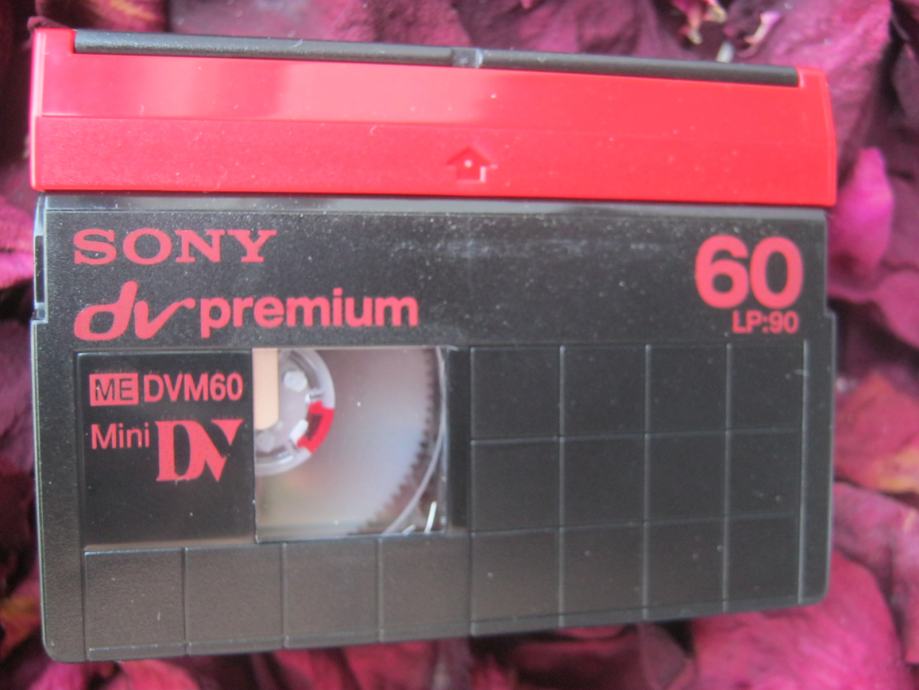 SONY
dv premium
60
LP:90
ME DVM60
Mini DV